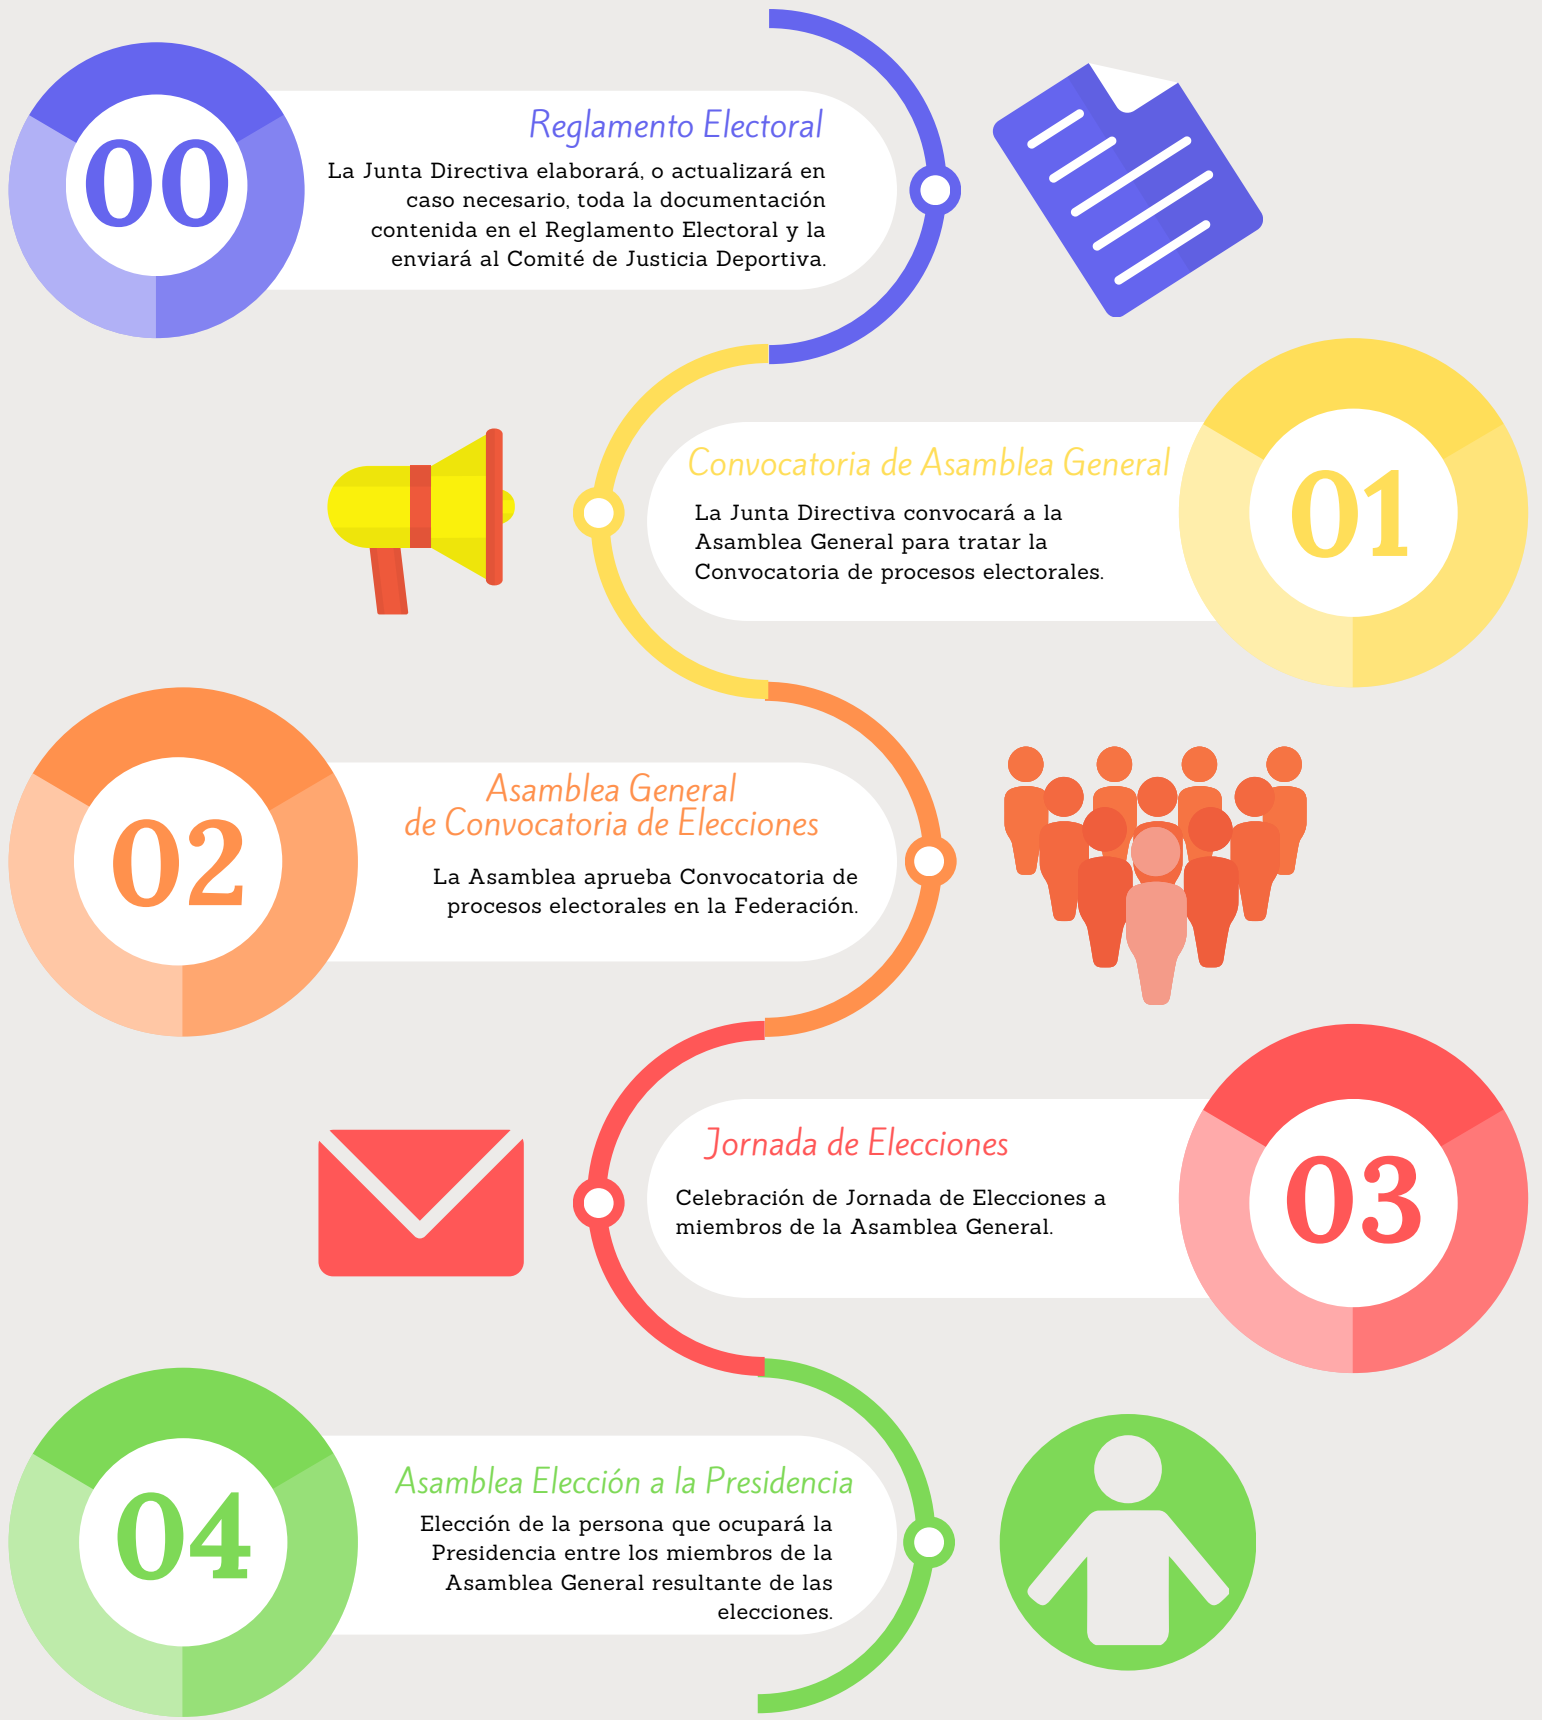 00
Reglamento Electoral
La Junta Directiva elaborará, o actualizará en
caso necesario, toda la documentación
contenida en el Reglamento Electoral y la
enviará al Comité de Justicia Deportiva.
01
Convocatoria de Asamblea General
La Junta Directiva convocará a la
Asamblea General para tratar la
Convocatoria de procesos electorales.
02
Asamblea General
de Convocatoria de Elecciones
La Asamblea aprueba Convocatoria de
procesos electorales en la Federación.
03
Jornada de Elecciones
Celebración de Jornada de Elecciones a
miembros de la Asamblea General.
04
Asamblea Elección a la Presidencia
Elección de la persona que ocupará la
Presidencia entre los miembros de la
Asamblea General resultante de las
elecciones.